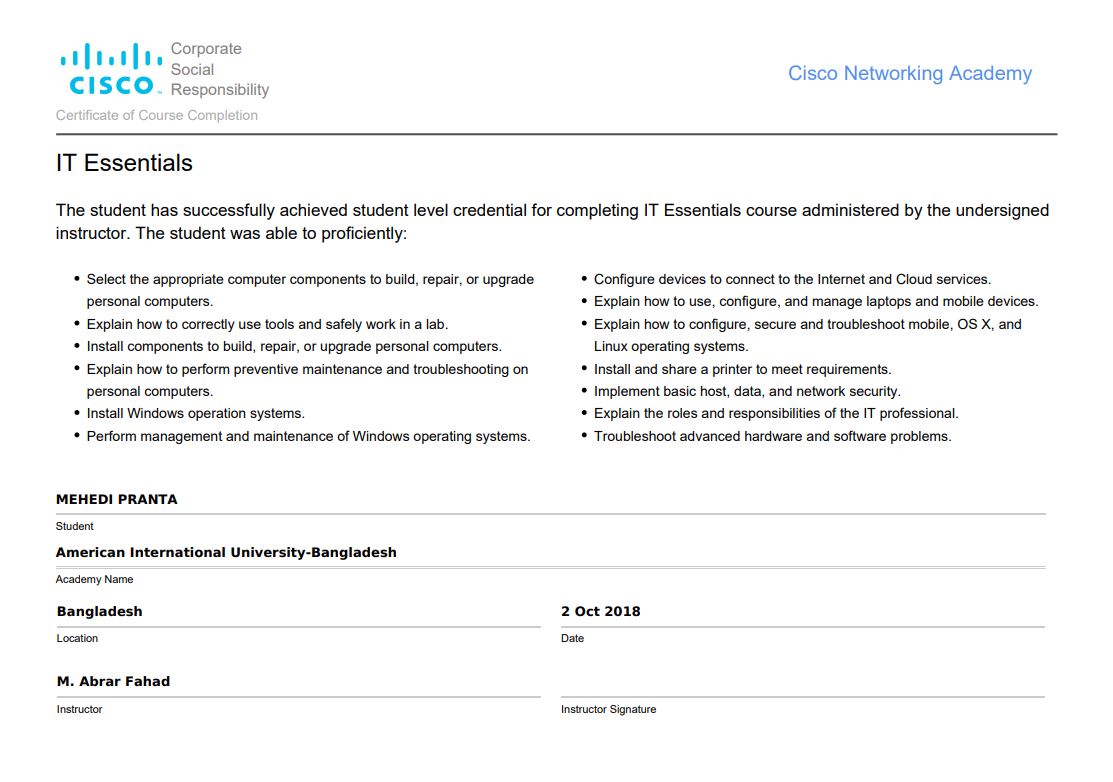 Corporate
Social
Responsibility
CISCO™
Cisco Networking Academy
Certificate of Course Completion
IT Essentials
The student has successfully achieved student level credential for completing IT Essentials course administered by the undersigned
instructor. The student was able to proficiently:
• Select the appropriate computer components to build, repair, or upgrade
personal computers.
• Explain how to correctly use tools and safely work in a lab.
• Install components to build, repair, or upgrade personal computers.
• Explain how to perform preventive maintenance and troubleshooting on
personal computers.
• Install Windows operation systems.
• Perform management and maintenance of Windows operating systems.
• Configure devices to connect to the Internet and Cloud services.
• Explain how to use, configure, and manage laptops and mobile devices.
• Explain how to configure, secure and troubleshoot mobile, OS X, and
Linux operating systems.
• Install and share a printer to meet requirements.
• Implement basic host, data, and network security.
• Explain the roles and responsibilities of the IT professional.
• Troubleshoot advanced hardware and software problems.
MEHEDI PRANTA
Student
American International University-Bangladesh
Academy Name
Bangladesh
Location
2 Oct 2018
Date
M. Abrar Fahad
Instructor
Instructor Signature